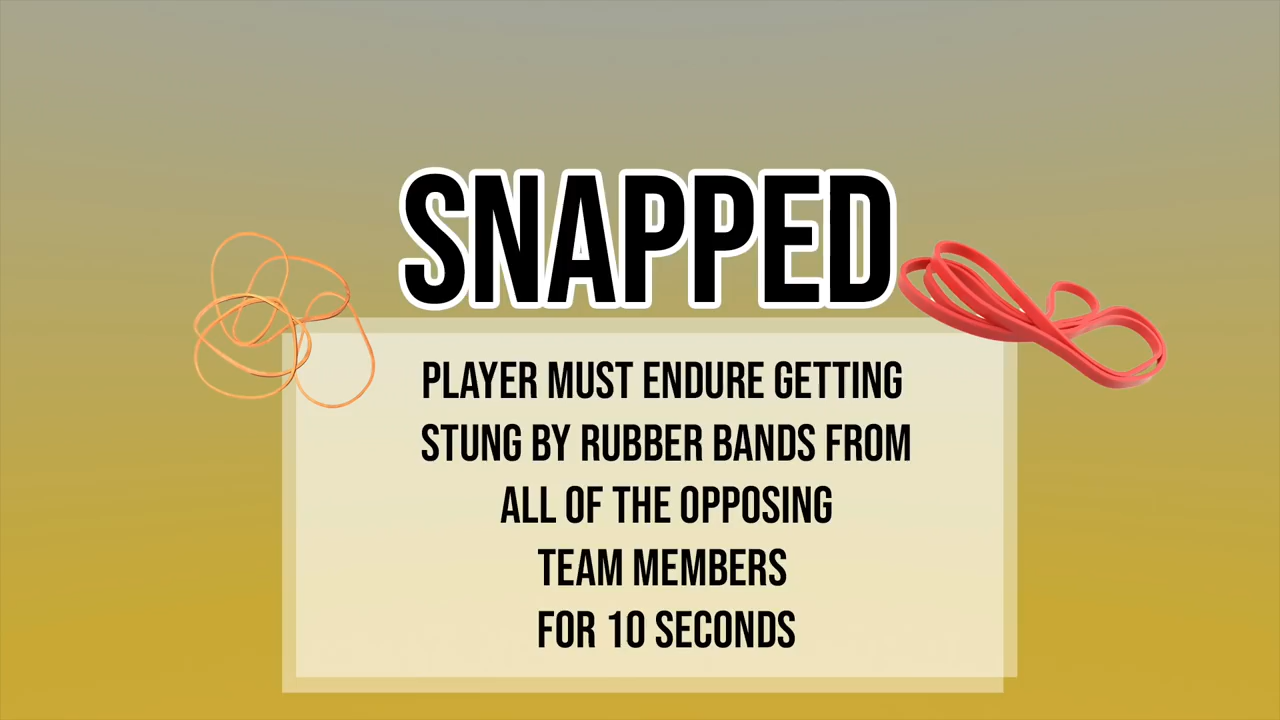 SNAPPED
PLAYER MUST ENDURE GETTING
STUNG BY RUBBER BANDS FROM
ALL OF THE OPPOSING
TEAM MEMBERS
FOR 10 SECONDS